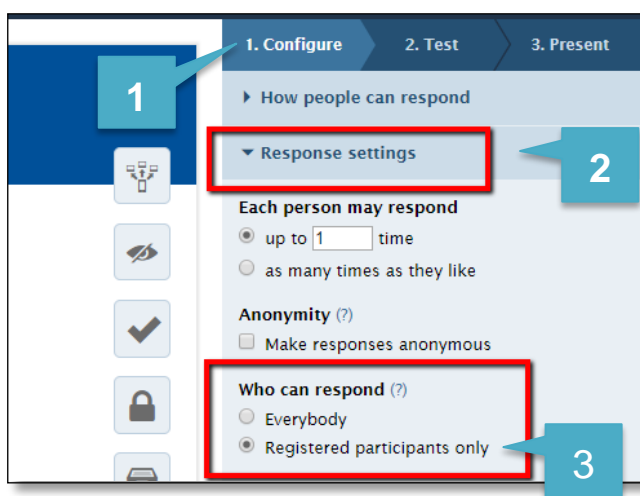 1. Configure 2. Test 3. Present
1
How people can respond
Response settings
2
Each person may respond
up to 1 time
as many times as they like
Anonymity (?)
Make responses anonymous
Who can respond (?)
Everybody
Registered participants only
3